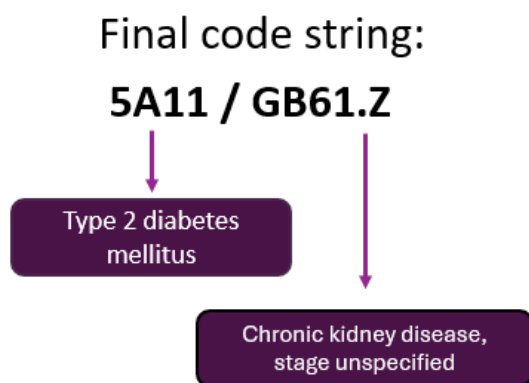 Final code string:
5A11 / GB61.Z
Type 2 diabetes
mellitus
Chronic kidney disease,
stage unspecified